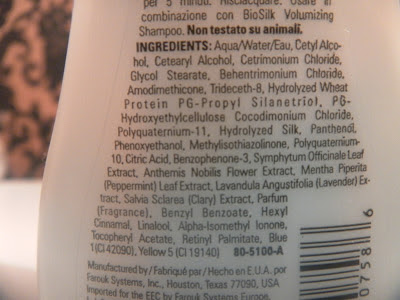 per 5 minuti. Risciacquare. Usare in
combinazione con BioSilk Volumizing
Shampoo. Non testato su animali.
INGREDIENTS: Aqua/Water/Eau, Cetyl Alco-
hol, Cetearyl Alcohol, Cetrimonium Chloride,
Glycol Stearate, Behentrimonium Chloride,
Amodimethicone, Trideceth-8, Hydrolyzed Wheat
Protein PG-Propyl Silanetriol, PG-
Hydroxyethylcellulose Cocodimonium Chloride,
Polyquaternium-11, Hydrolyzed Silk, Panthenol,
Phenoxyethanol, Methylisothiazolinone, Polyquaternium-
10, Citric Acid, Benzophenone-3, Symphytum Officinale Leaf
Extract, Anthemis Nobilis Flower Extract, Mentha Piperita
(Peppermint) Leaf Extract, Lavandula Angustifolia (Lavender) Ex-
tract, Salvia Sclarea (Clary) Extract, Parfum
(Fragrance), Benzyl Benzoate, Hexyl
Cinnamal, Linalool, Alpha-Isomethyl Ionone,
Tocopheryl Acetate, Retinyl Palmitate, Blue
1 (CI 42090), Yellow 5 (CI 19140) 80-5100-A
Manufactured by / Fabriqué par / Hecho en E.U.A. por
Farouk Systems Inc., Houston, Texas 77090, USA
Imported for the EEC by Farouk Systems Europe,
07586